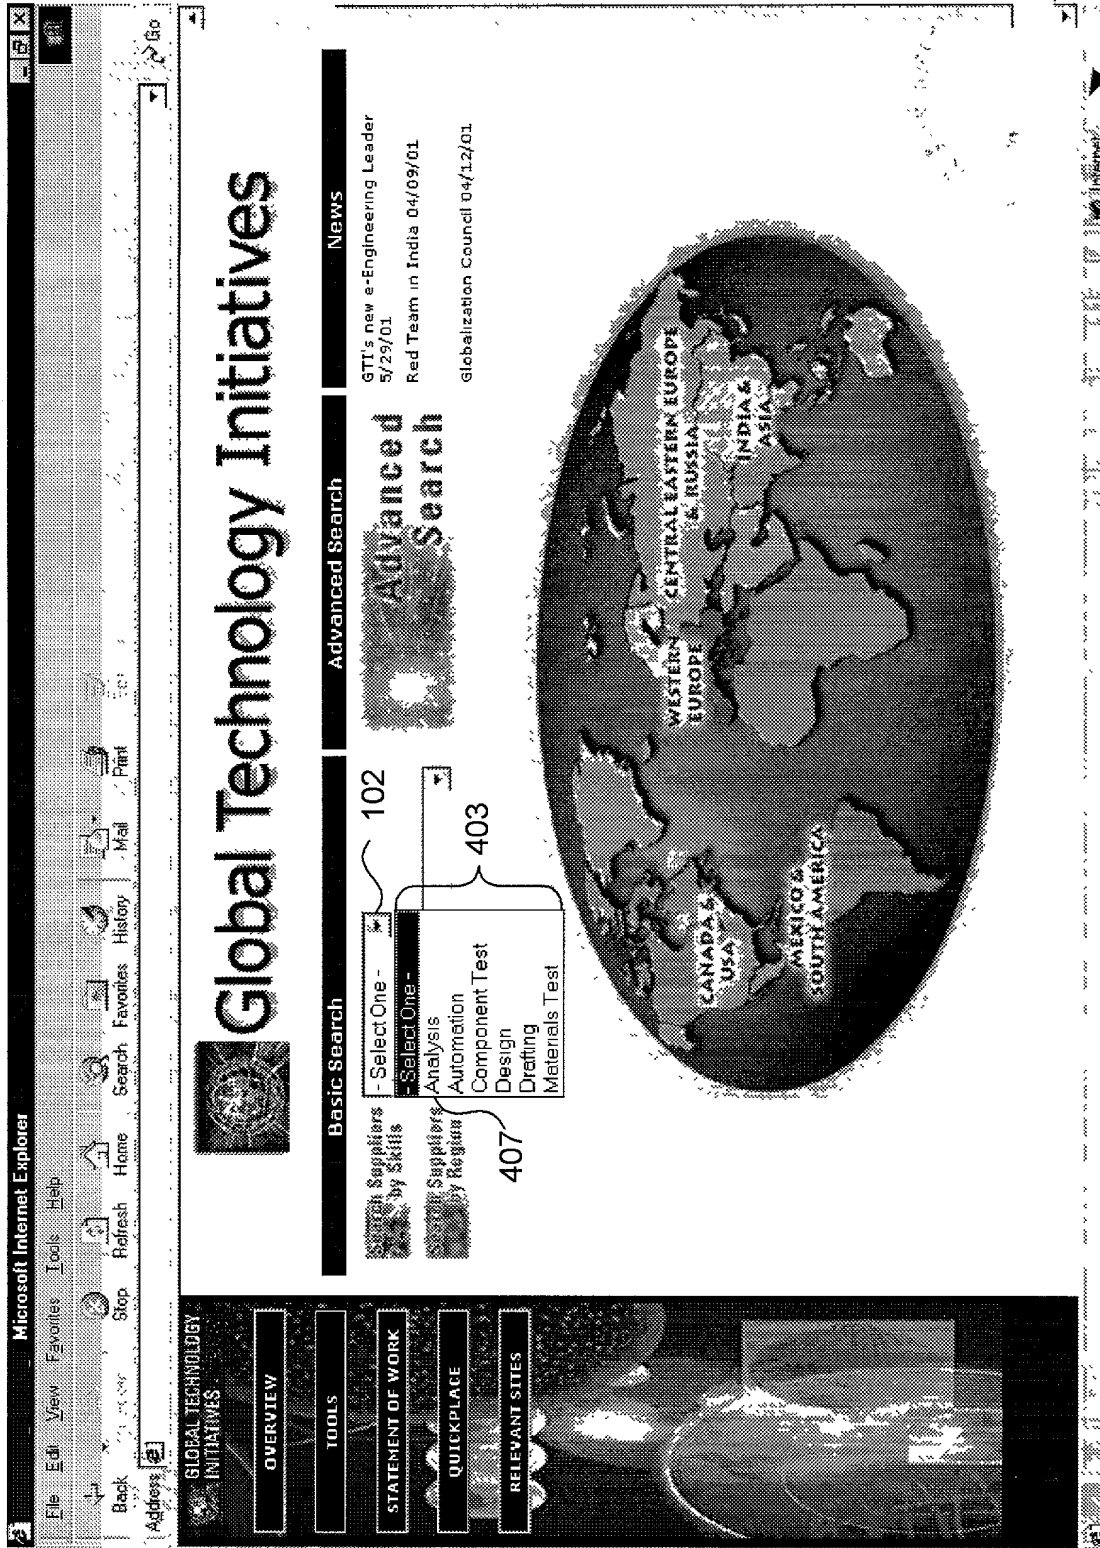 Microsoft Internet Explorer
File Edit View Favorites Tools Help
Back Stop Refresh Home Search Favorites History Mail Print
Address Go
GLOBAL TECHNOLOGY
INITIATIVES
OVERVIEW
TOOLS
STATEMENT OF WORK
QUICKPLACE
RELEVANT SITES
Global Technology Initiatives
Basic Search
Advanced Search
News
Search Suppliers
by Skills
- Select One -
102
- Select One -
Analysis
Automation
Component Test
Design
Drafting
Materials Test
403
407
Search Suppliers
by Region
Advanced
Search
GTI's new e-Engineering Leader
5/29/01
Red Team in India 04/09/01
Globalization Council 04/12/01
CANADA &
USA
MEXICO &
SOUTH AMERICA
WESTERN
EUROPE
CENTRAL EASTERN EUROPE
& RUSSIA
INDIA &
ASIA
Internet